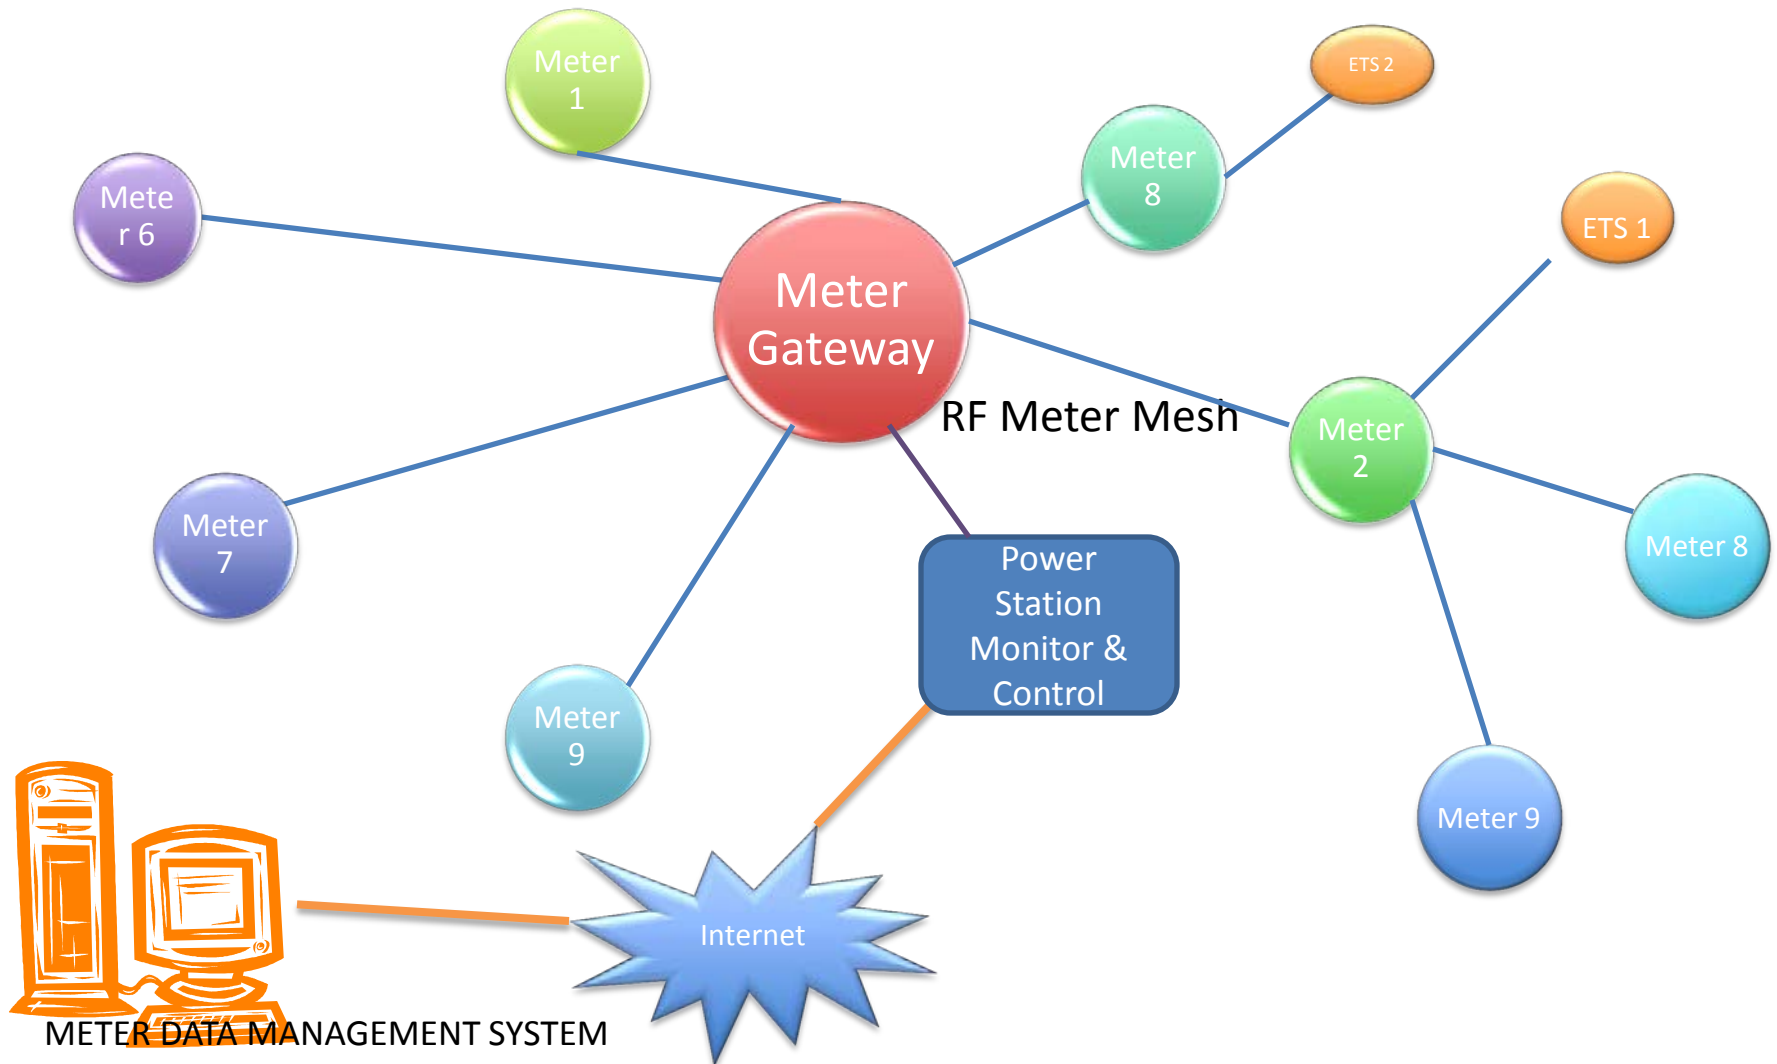 Meter
1
ETS 2
Meter
8
Mete
r 6
ETS 1
Meter
Gateway
RF Meter Mesh
Meter
2
Meter
7
Meter 8
Power
Station
Monitor &
Control
Meter
9
Meter 9
Internet
METER DATA MANAGEMENT SYSTEM